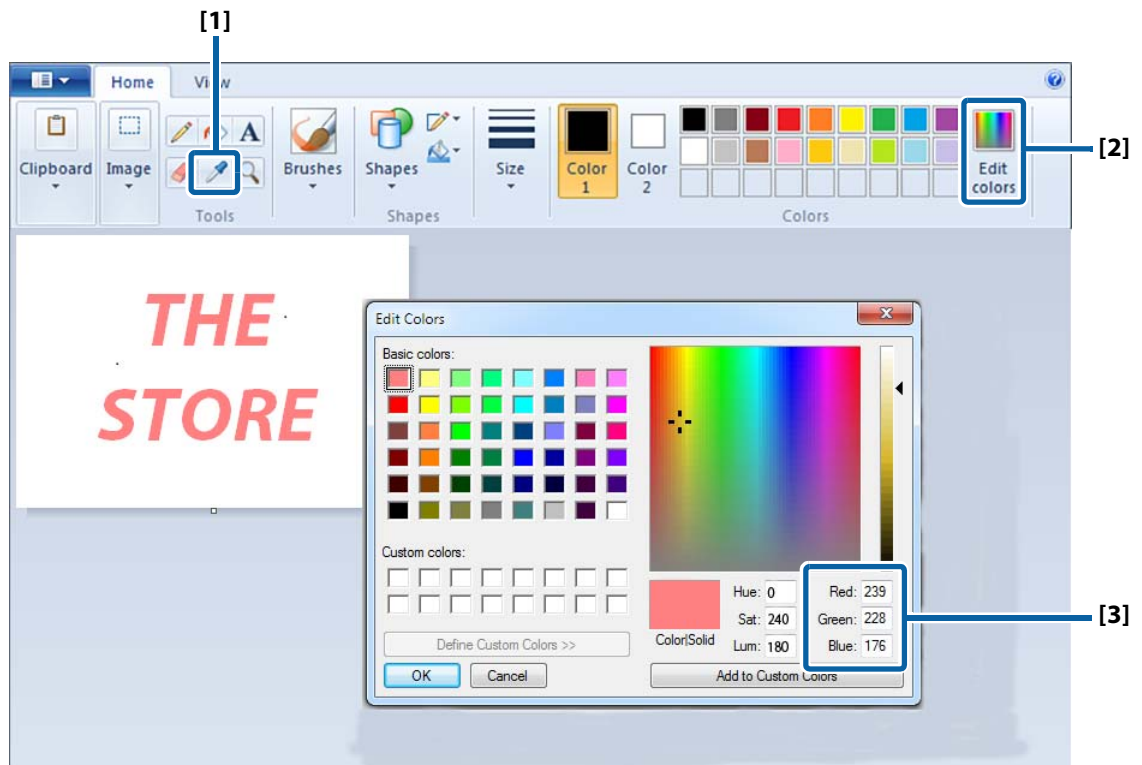 [1]
Home View
Clipboard
Image
A
Tools
Brushes
Shapes
Shapes
Size
Color 1
Color 2
Edit colors
Colors
[2]
THE
STORE
Edit Colors
Basic colors:
Custom colors:
Define Custom Colors >>
OK Cancel
Color|Solid
Hue: 0 Red: 239
Sat: 240 Green: 228
Lum: 180 Blue: 176
Add to Custom Colors
[3]